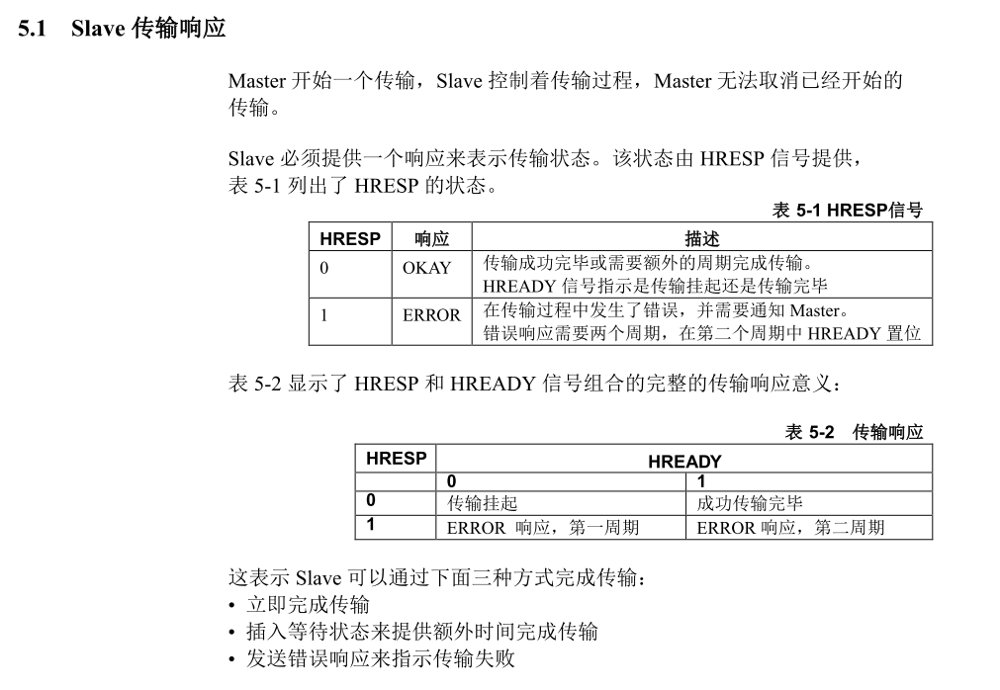 5.1 Slave 传输响应
Master 开始一个传输，Slave 控制着传输过程，Master 无法取消已经开始的
传输。
Slave 必须提供一个响应来表示传输状态。该状态由 HRESP 信号提供，
表 5-1 列出了 HRESP 的状态。
表 5-1 HRESP信号
HRESP 响应 描述
0 OKAY 传输成功完毕或需要额外的周期完成传输。
HREADY 信号指示是传输挂起还是传输完毕
1 ERROR 在传输过程中发生了错误，并需要通知 Master。
错误响应需要两个周期，在第二个周期中 HREADY 置位
表 5-2 显示了 HRESP 和 HREADY 信号组合的完整的传输响应意义：
表 5-2 传输响应
HRESP HREADY
0 1
0 传输挂起 成功传输完毕
1 ERROR 响应，第一周期 ERROR 响应，第二周期
这表示 Slave 可以通过下面三种方式完成传输：
• 立即完成传输
• 插入等待状态来提供额外时间完成传输
• 发送错误响应来指示传输失败